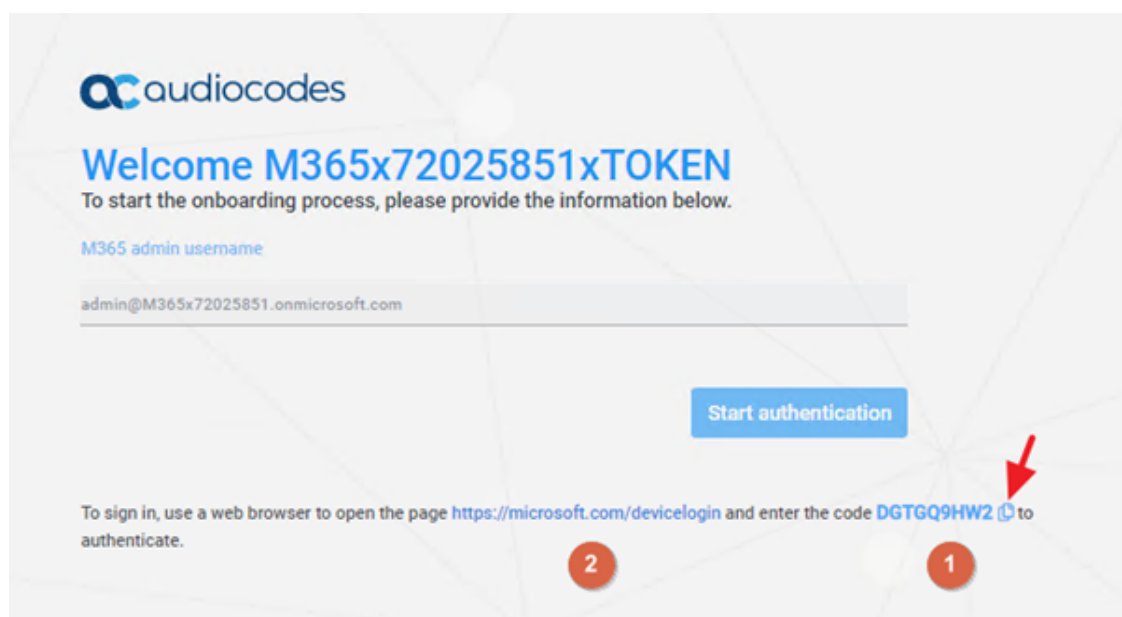 audiocodes
Welcome M365x72025851xTOKEN
To start the onboarding process, please provide the information below.
M365 admin username
admin@M365x72025851.onmicrosoft.com
Start authentication
To sign in, use a web browser to open the page https://microsoft.com/devicelogin and enter the code DGTGQ9HW2 to
authenticate.
2
1